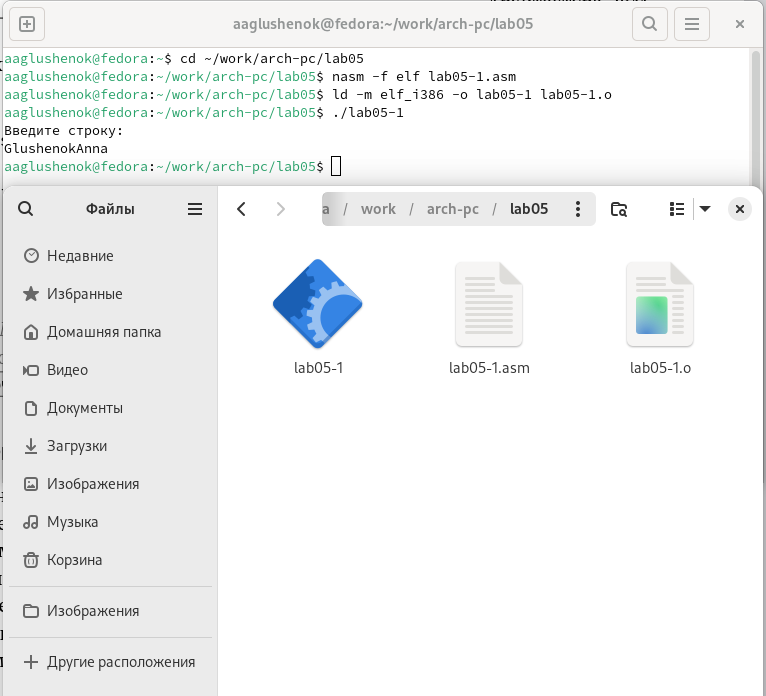 aaglushenok@fedora:~/work/arch-pc/lab05
aaglushenok@fedora:~$ cd ~/work/arch-pc/lab05
aaglushenok@fedora:~/work/arch-pc/lab05$ nasm -f elf lab05-1.asm
aaglushenok@fedora:~/work/arch-pc/lab05$ ld -m elf_i386 -o lab05-1 lab05-1.o
aaglushenok@fedora:~/work/arch-pc/lab05$ ./lab05-1
Введите строку:
GlushenokAnna
aaglushenok@fedora:~/work/arch-pc/lab05$
Файлы
a / work / arch-pc / lab05
Недавние
Избранные
Домашняя папка
Видео
Документы
Загрузки
Изображения
Музыка
Корзина
Изображения
Другие расположения
lab05-1
lab05-1.asm
lab05-1.o